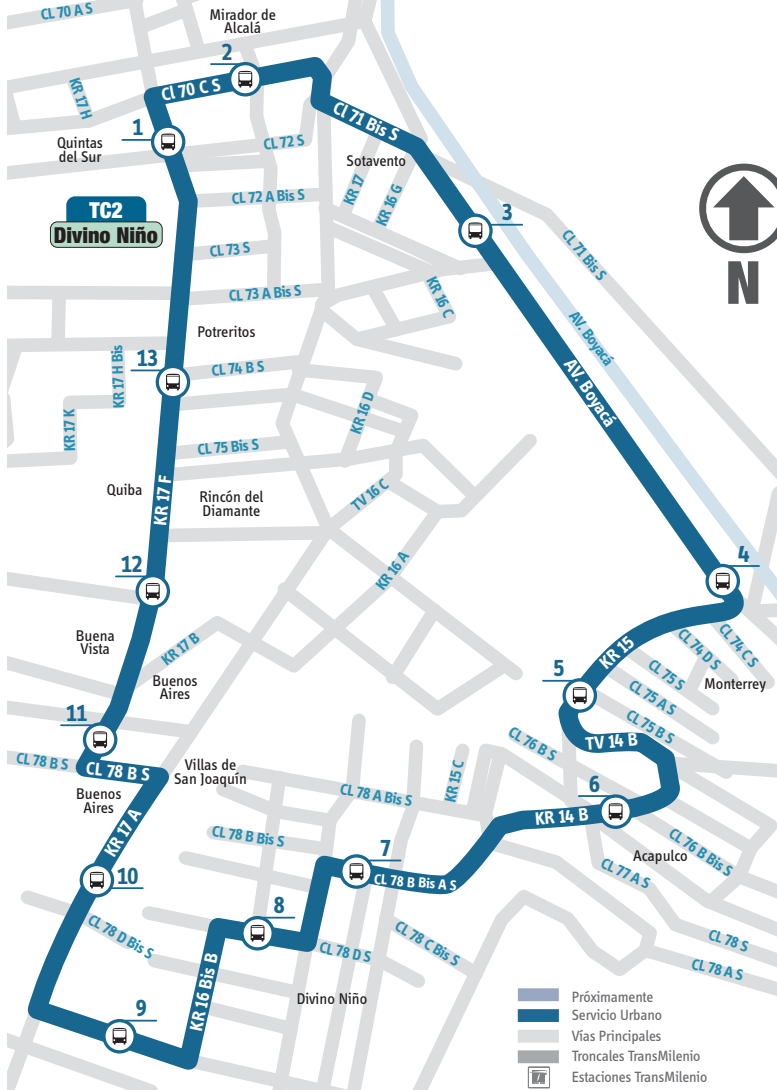 CL 70 A S
Mirador de
Alcalá
2
KR 17 H
Cl 70 C S
1
Quintas
del Sur
CL 72 S
Cl 71 Bis S
Sotavento
KR 17
KR 16 G
CL 72 A Bis S
TC2
Divino Niño
3
N
CL 71 Bis S
CL 73 S
CL 73 A Bis S
KR 16 C
Potreritos
AV. Boyacá
AV. Boyacá
13
KR 17 H Bis
CL 74 B S
KR 17 K
KR 16 D
CL 75 Bis S
Quiba
KR 17 F
Rincón del
Diamante
TV 16 C
12
KR 16 A
4
Buena
Vista
KR 17 B
Buenos
Aires
KR 15
CL 74 D S
CL 74 C S
5
CL 75 S
Monterrey
CL 75 A S
CL 75 B S
11
CL 78 B S
CL 78 B S
Villas de
San Joaquín
CL 76 B S
TV 14 B
Buenos
Aires
KR 17 A
CL 78 A Bis S
KR 15 C
6
KR 14 B
CL 78 B Bis S
CL 76 B Bis S
Acapulco
7
10
CL 78 B Bis A S
CL 77 A S
CL 78 D Bis S
8
CL 78 D S
CL 78 C Bis S
CL 78 S
CL 78 A S
KR 16 Bis B
Divino Niño
9
Próximamente
Servicio Urbano
Vías Principales
Troncales TransMilenio
Estaciones TransMilenio